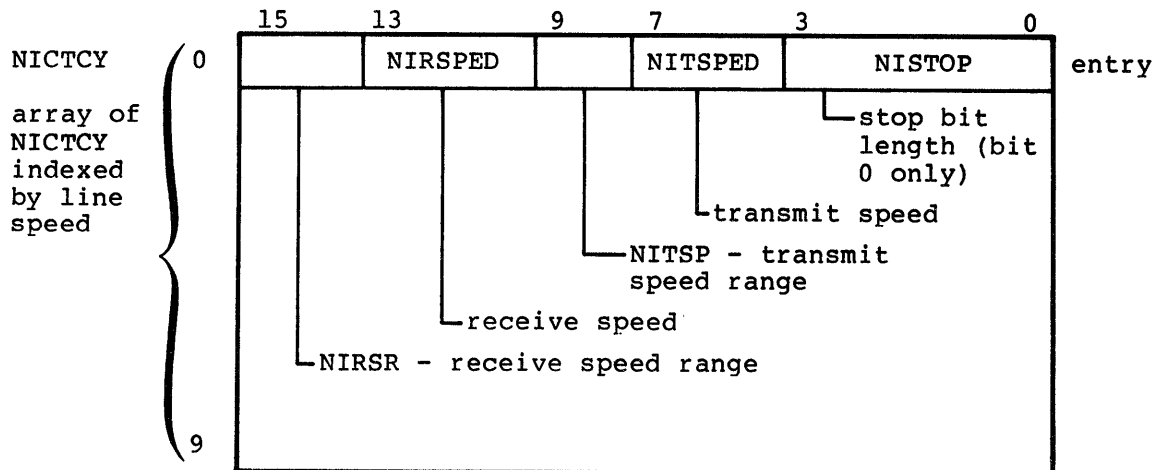 15 13 9 7 3 0
NICTCY 0 NIRSPED NITSPED NISTOP entry
array of
NICTCY
indexed
by line
speed
stop bit
length (bit
0 only)
transmit speed
NITSP - transmit
speed range
receive speed
NIRSR - receive speed range
9